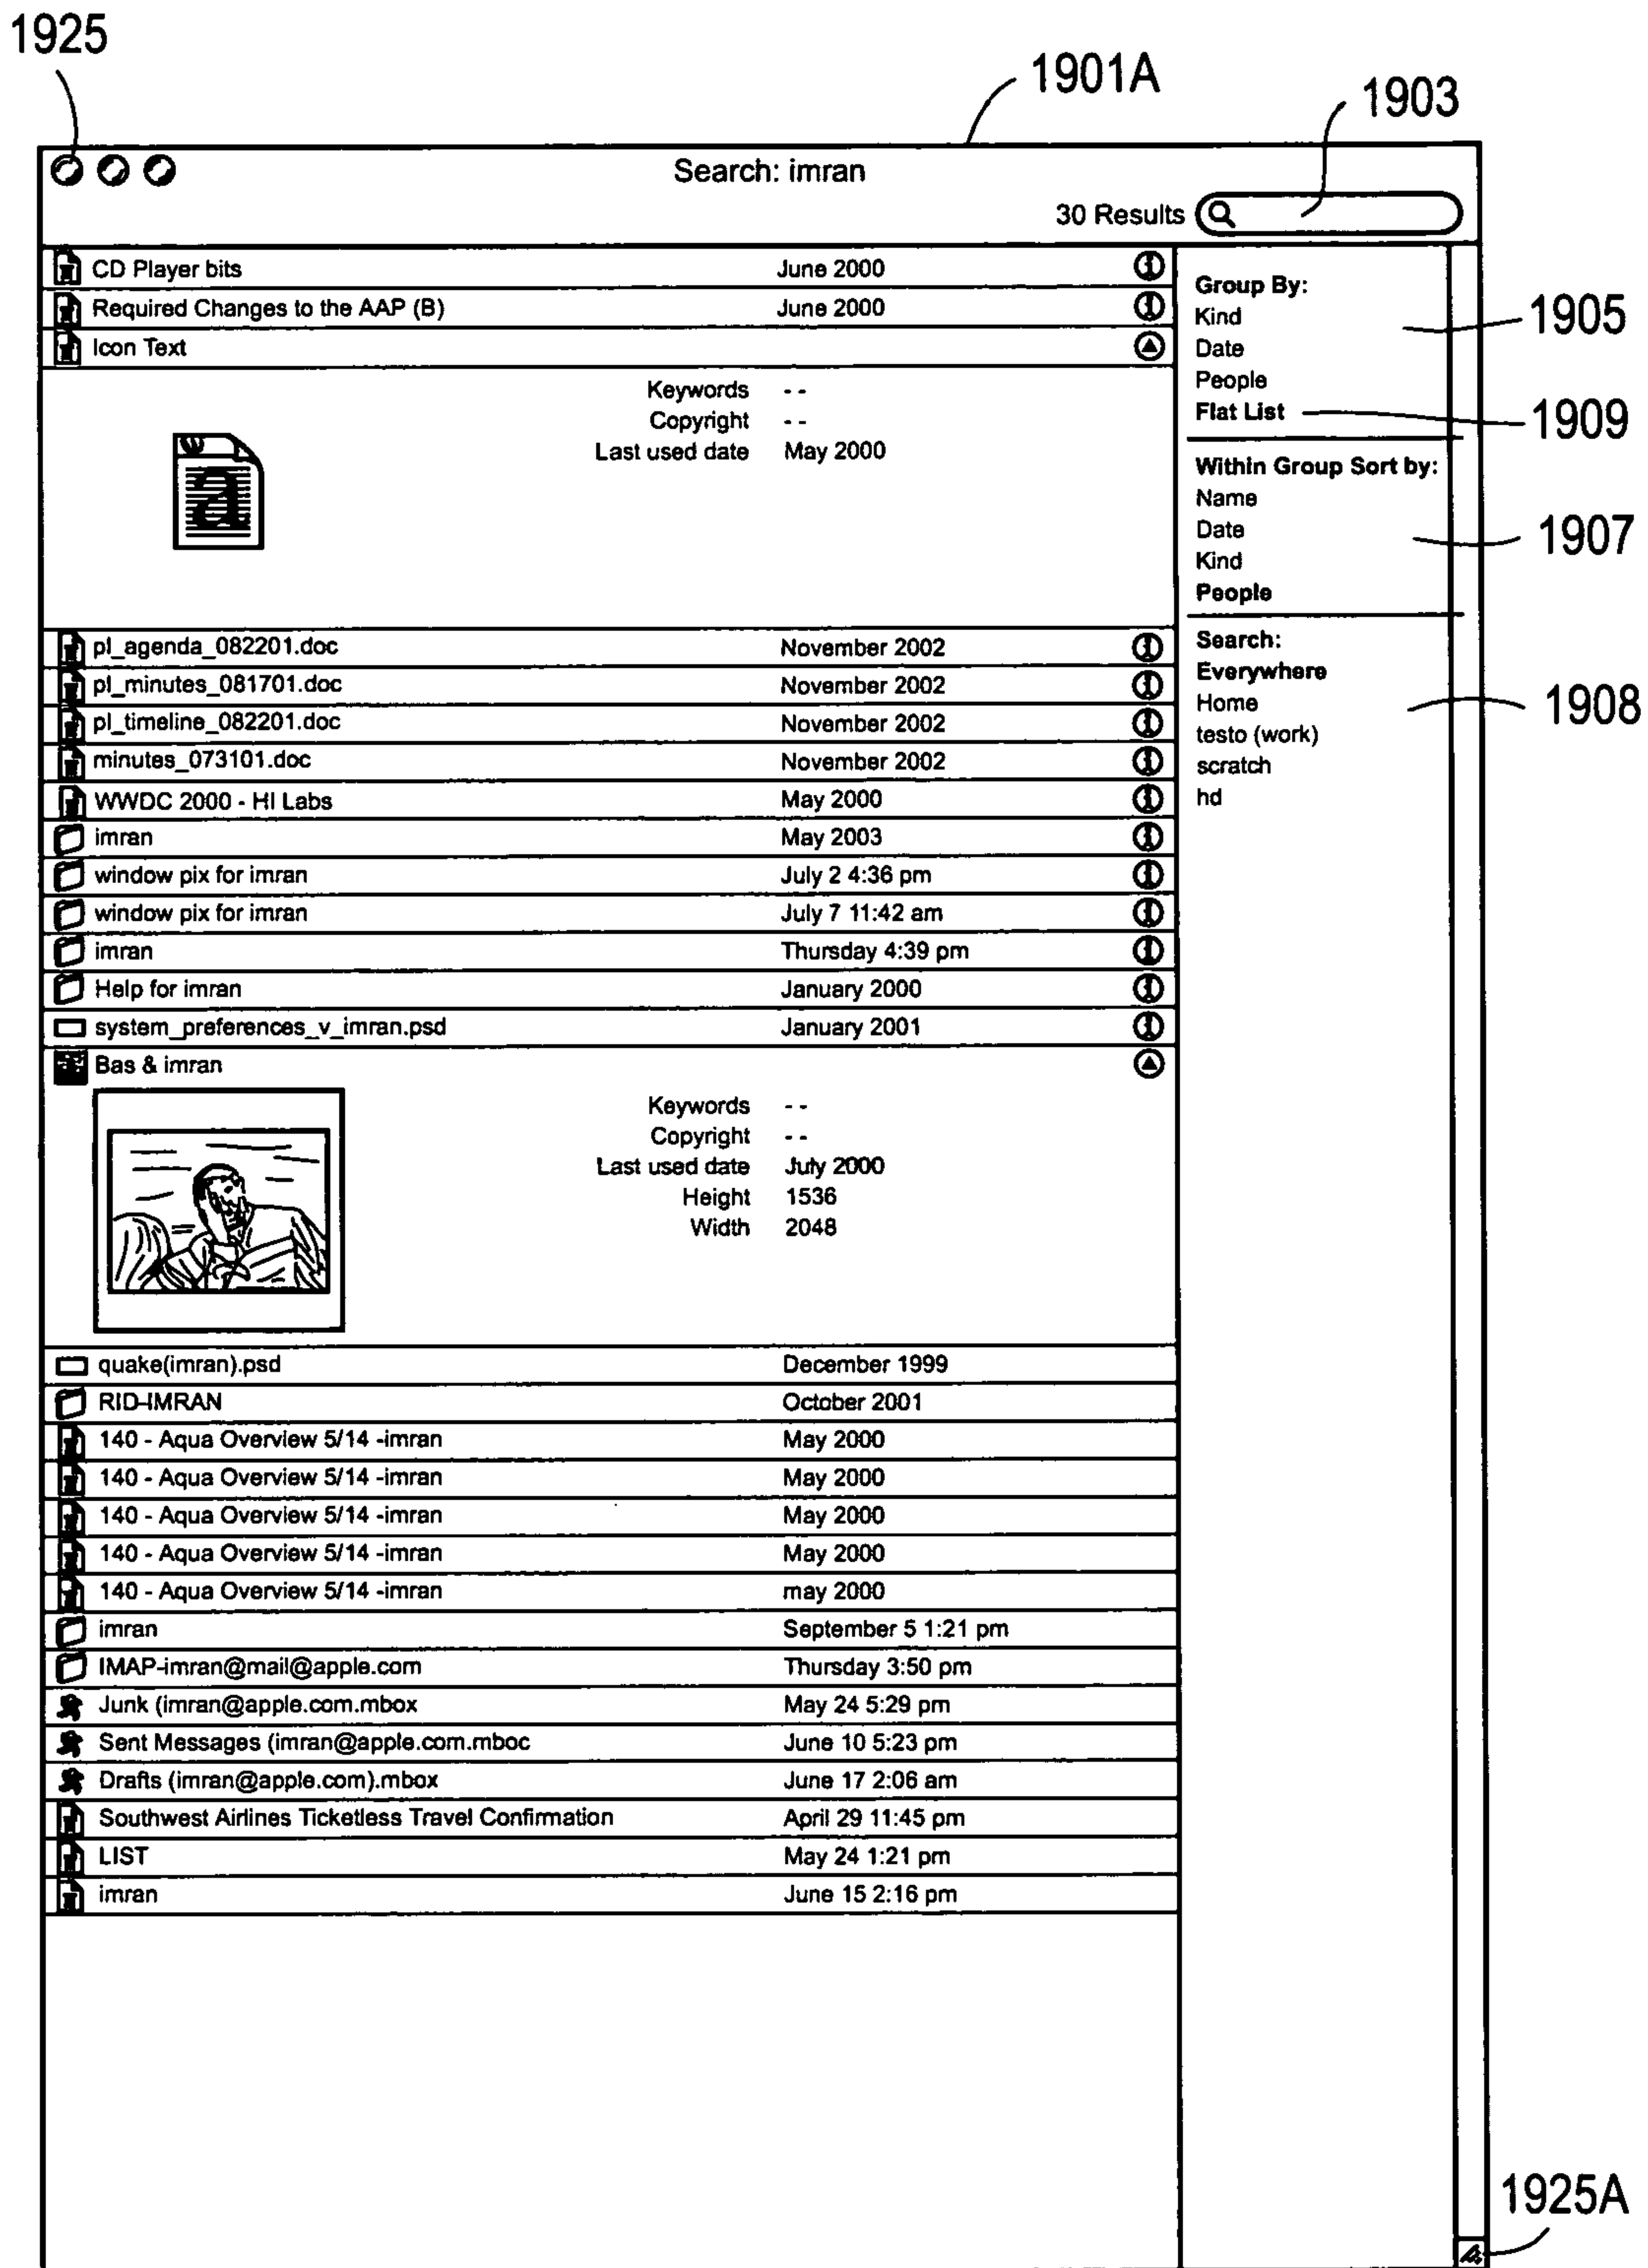 1925
1901A
1903
Search: imran
30 Results
CD Player bits June 2000
Required Changes to the AAP (B) June 2000
Icon Text
Keywords - -
Copyright - -
Last used date May 2000
a
pl_agenda_082201.doc November 2002
pl_minutes_081701.doc November 2002
pl_timeline_082201.doc November 2002
minutes_073101.doc November 2002
WWDC 2000 - HI Labs May 2000
imran May 2003
window pix for imran July 2 4:36 pm
window pix for imran July 7 11:42 am
imran Thursday 4:39 pm
Help for imran January 2000
system_preferences_v_imran.psd January 2001
Bas & imran
Keywords - -
Copyright - -
Last used date July 2000
Height 1536
Width 2048
quake(imran).psd December 1999
RID-IMRAN October 2001
140 - Aqua Overview 5/14 -imran May 2000
140 - Aqua Overview 5/14 -imran May 2000
140 - Aqua Overview 5/14 -imran May 2000
140 - Aqua Overview 5/14 -imran May 2000
140 - Aqua Overview 5/14 -imran may 2000
imran September 5 1:21 pm
IMAP-imran@mail@apple.com Thursday 3:50 pm
Junk (imran@apple.com.mbox May 24 5:29 pm
Sent Messages (imran@apple.com.mboc June 10 5:23 pm
Drafts (imran@apple.com).mbox June 17 2:06 am
Southwest Airlines Ticketless Travel Confirmation April 29 11:45 pm
LIST May 24 1:21 pm
imran June 15 2:16 pm
Group By:
Kind
Date
People
Flat List
1905
1909
Within Group Sort by:
Name
Date
Kind
People
1907
Search:
Everywhere
Home
testo (work)
scratch
hd
1908
1925A